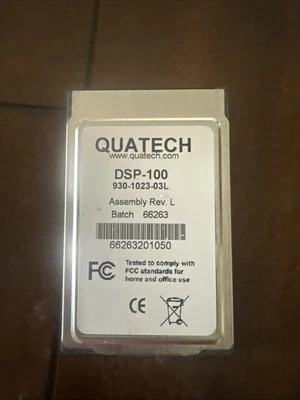 QUATECH
www.quatech.com
DSP-100
930-1023-03L
Assembly Rev. L
Batch 66263
66263201050
FC Tested to comply with
FCC standards for
home and office use
CE